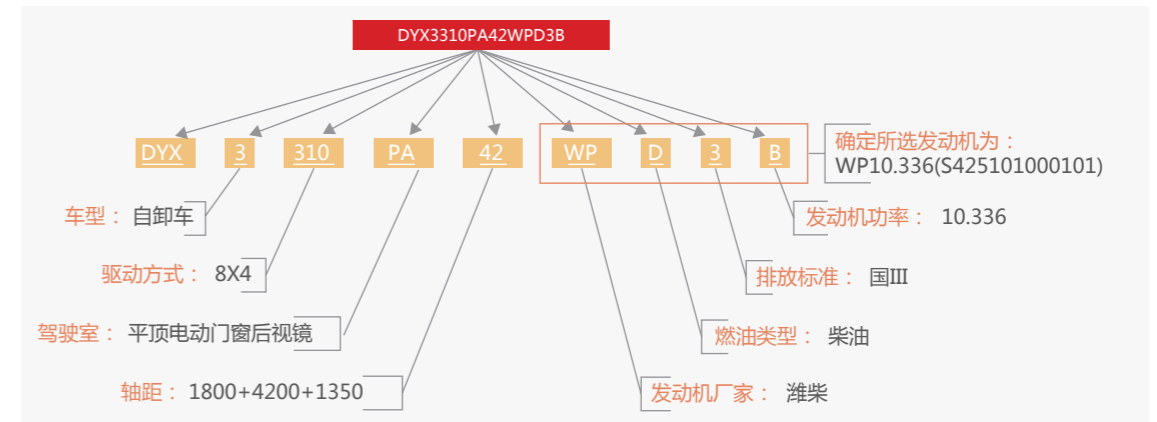 DYX3310PA42WPD3B
DYX 3 310 PA 42 WP D 3 B
确定所选发动机为：
WP10.336(S425101000101)
车型： 自卸车
发动机功率： 10.336
驱动方式： 8X4
排放标准： 国Ⅲ
驾驶室： 平顶电动门窗后视镜
燃油类型： 柴油
轴距： 1800+4200+1350
发动机厂家： 潍柴